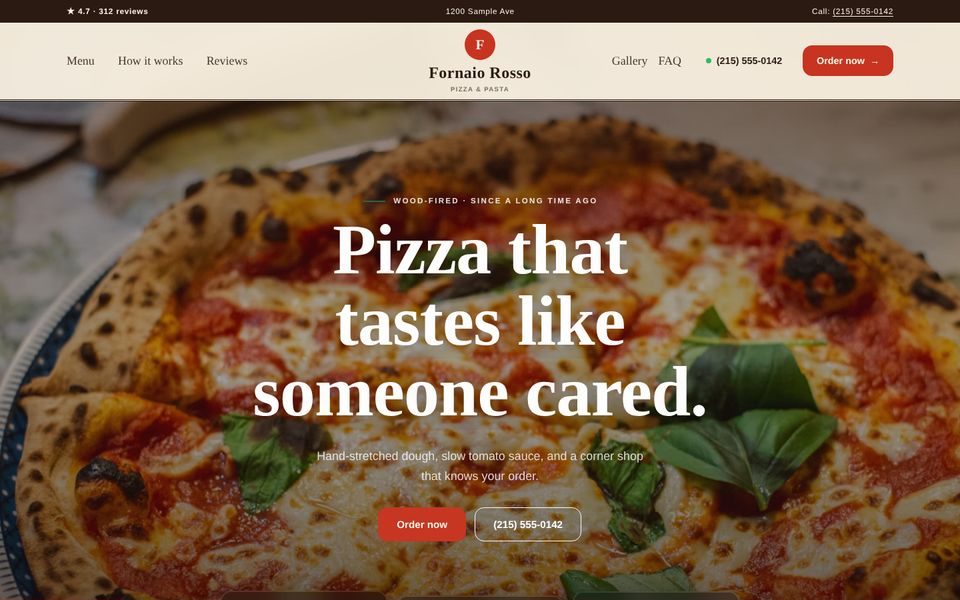 ★ 4.7 · 312 reviews
1200 Sample Ave
Call: (215) 555-0142
Menu
How it works
Reviews
F
Fornaio Rosso
PIZZA & PASTA
Gallery
FAQ
(215) 555-0142
Order now →
WOOD-FIRED · SINCE A LONG TIME AGO
Pizza that
tastes like
someone cared.
Hand-stretched dough, slow tomato sauce, and a corner shop
that knows your order.
Order now
(215) 555-0142